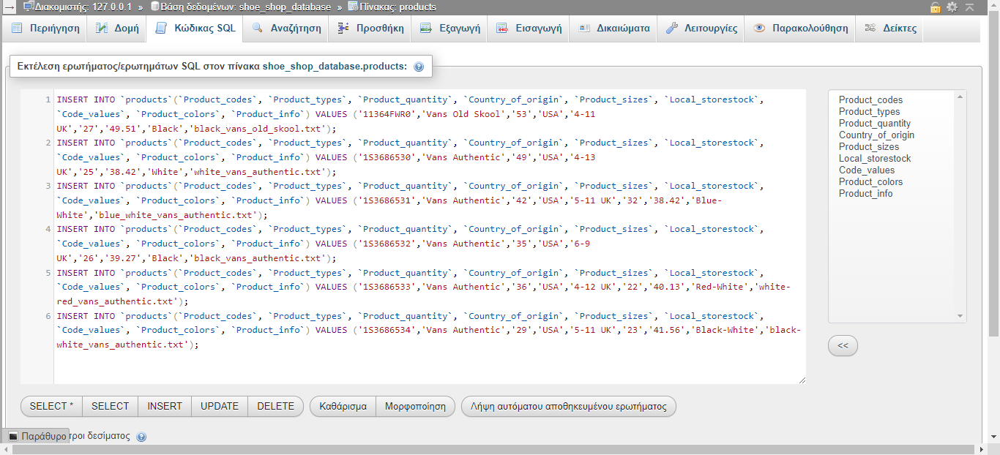 Διακομιστής: 127.0.0.1 » Βάση δεδομένων: shoe_shop_database » Πίνακας: products
Περιήγηση Δομή Κώδικας SQL Αναζήτηση Προσθήκη Εξαγωγή Εισαγωγή Δικαιώματα Λειτουργίες Παρακολούθηση Δείκτες
Εκτέλεση ερωτήματος/ερωτημάτων SQL στον πίνακα shoe_shop_database.products:
1 INSERT INTO `products`(`Product_codes`, `Product_types`, `Product_quantity`, `Country_of_origin`, `Product_sizes`, `Local_storestock`,
`Code_values`, `Product_colors`, `Product_info`) VALUES ('11364FWR0','Vans Old Skool','53','USA','4-11
UK','27','49.51','Black','black_vans_old_skool.txt');
2 INSERT INTO `products`(`Product_codes`, `Product_types`, `Product_quantity`, `Country_of_origin`, `Product_sizes`, `Local_storestock`,
`Code_values`, `Product_colors`, `Product_info`) VALUES ('1S3686530','Vans Authentic','49','USA','4-13
UK','25','38.42','White','white_vans_authentic.txt');
3 INSERT INTO `products`(`Product_codes`, `Product_types`, `Product_quantity`, `Country_of_origin`, `Product_sizes`, `Local_storestock`,
`Code_values`, `Product_colors`, `Product_info`) VALUES ('1S3686531','Vans Authentic','42','USA','5-11 UK','32','38.42','Blue-
White','blue_white_vans_authentic.txt');
4 INSERT INTO `products`(`Product_codes`, `Product_types`, `Product_quantity`, `Country_of_origin`, `Product_sizes`, `Local_storestock`,
`Code_values`, `Product_colors`, `Product_info`) VALUES ('1S3686532','Vans Authentic','35','USA','6-9
UK','26','39.27','Black','black_vans_authentic.txt');
5 INSERT INTO `products`(`Product_codes`, `Product_types`, `Product_quantity`, `Country_of_origin`, `Product_sizes`, `Local_storestock`,
`Code_values`, `Product_colors`, `Product_info`) VALUES ('1S3686533','Vans Authentic','36','USA','4-12 UK','22','40.13','Red-White','white-
red_vans_authentic.txt');
6 INSERT INTO `products`(`Product_codes`, `Product_types`, `Product_quantity`, `Country_of_origin`, `Product_sizes`, `Local_storestock`,
`Code_values`, `Product_colors`, `Product_info`) VALUES ('1S3686534','Vans Authentic','29','USA','5-11 UK','23','41.56','Black-White','black-
white_vans_authentic.txt');
Product_codes
Product_types
Product_quantity
Country_of_origin
Product_sizes
Local_storestock
Code_values
Product_colors
Product_info
<<
SELECT * SELECT INSERT UPDATE DELETE Καθάρισμα Μορφοποίηση Λήψη αυτόματου αποθηκευμένου ερωτήματος
Παράθυρο τροι δεσίματος